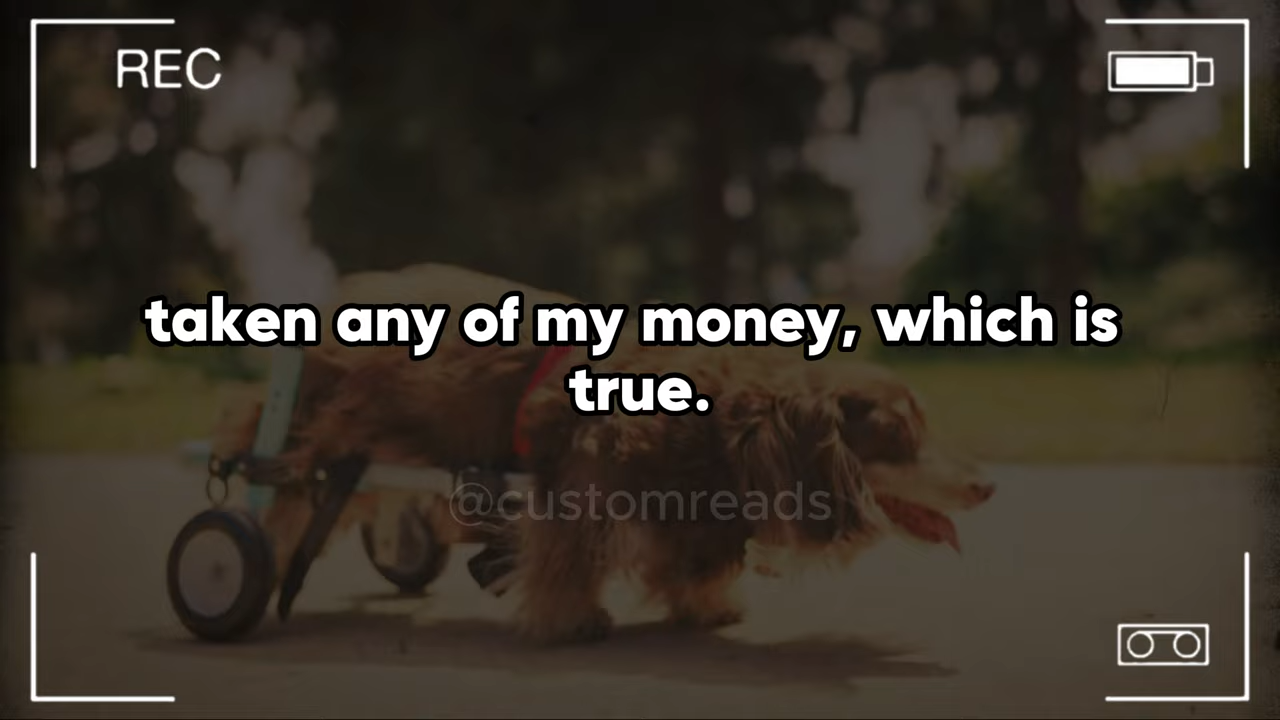 REC
taken any of my money, which is
true.
@customreads